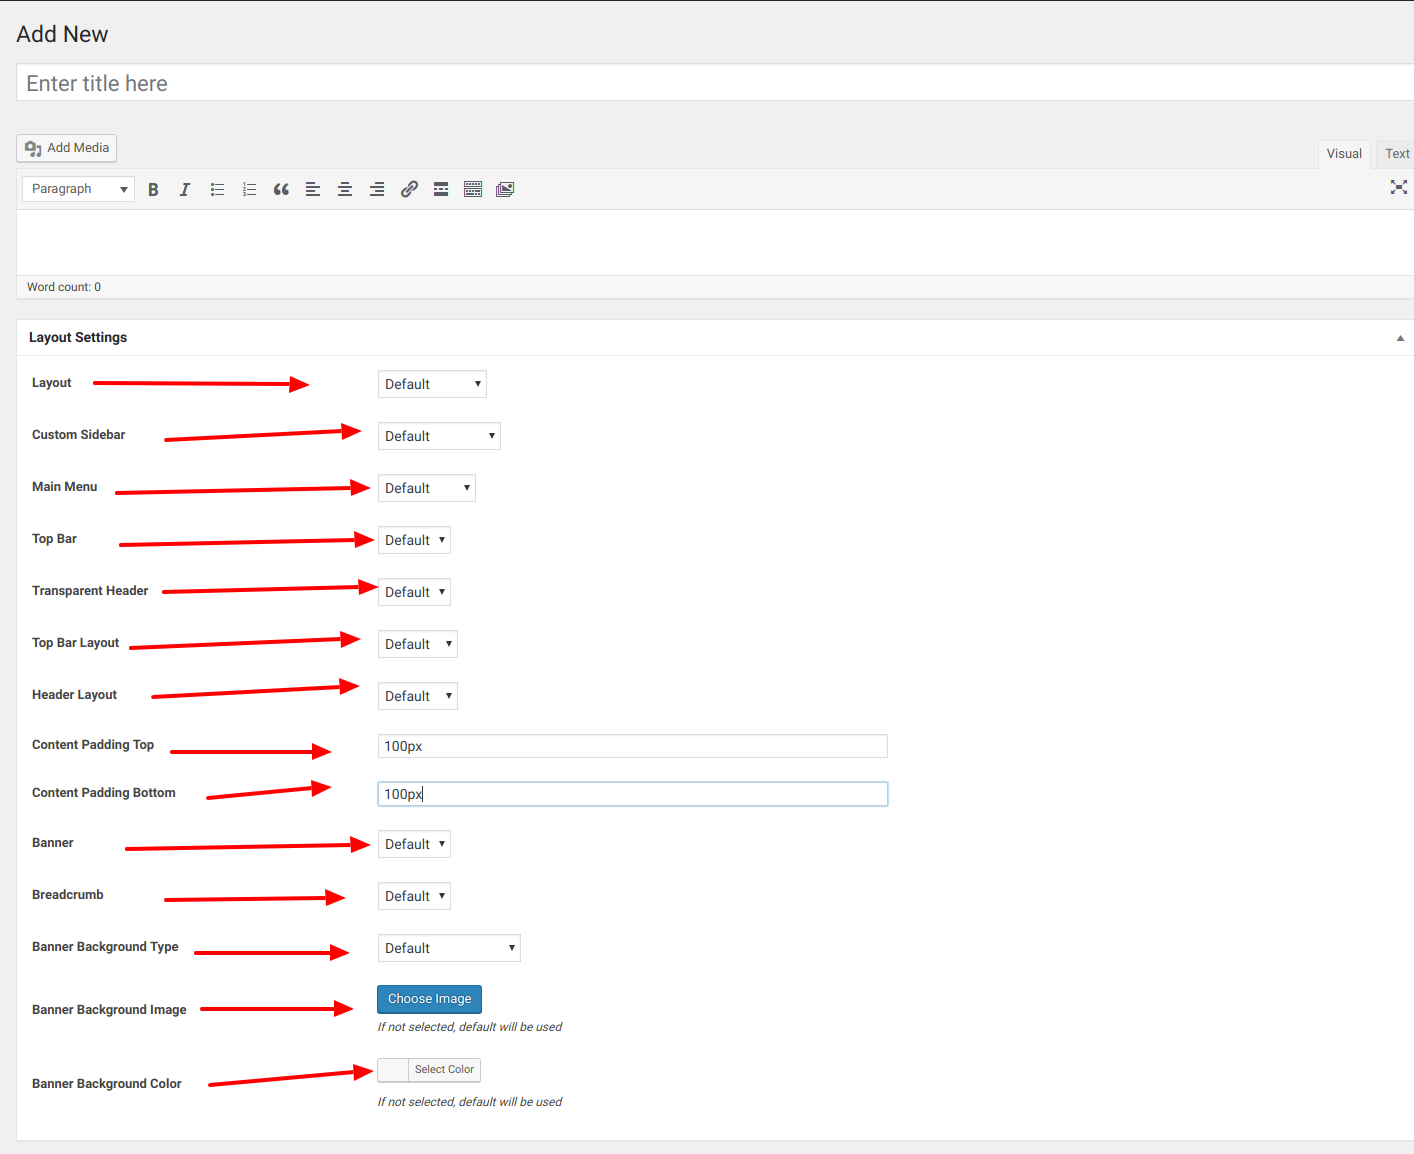 Add New
Enter title here
Add Media
Visual Text
Paragraph
Word count: 0
Layout Settings
Layout Default
Custom Sidebar Default
Main Menu Default
Top Bar Default
Transparent Header Default
Top Bar Layout Default
Header Layout Default
Content Padding Top 100px
Content Padding Bottom 100px
Banner Default
Breadcrumb Default
Banner Background Type Default
Banner Background Image Choose Image
If not selected, default will be used
Banner Background Color Select Color
If not selected, default will be used